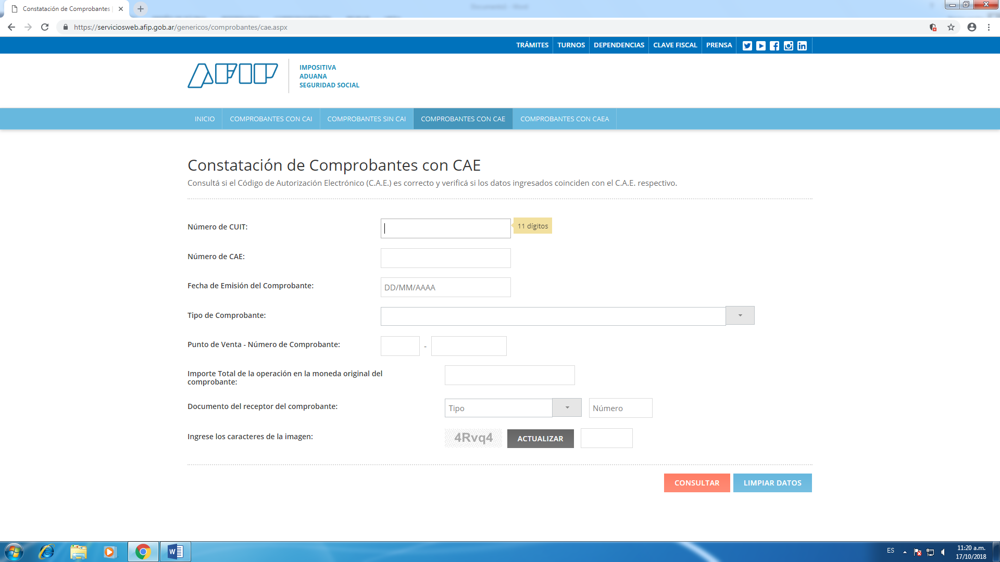 Constatación de Comprobantes
https://serviciosweb.afip.gob.ar/genericos/comprobantes/cae.aspx
TRÁMITES TURNOS DEPENDENCIAS CLAVE FISCAL PRENSA
AFIP
IMPOSITIVA
ADUANA
SEGURIDAD SOCIAL
INICIO COMPROBANTES CON CAI COMPROBANTES SIN CAI COMPROBANTES CON CAE COMPROBANTES CON CAEA
Constatación de Comprobantes con CAE
Consultá si el Código de Autorización Electrónico (C.A.E.) es correcto y verificá si los datos ingresados coinciden con el C.A.E. respectivo.
Número de CUIT: 11 dígitos
Número de CAE:
Fecha de Emisión del Comprobante: DD/MM/AAAA
Tipo de Comprobante:
Punto de Venta - Número de Comprobante: -
Importe Total de la operación en la moneda original del
comprobante:
Documento del receptor del comprobante: Tipo Número
Ingrese los caracteres de la imagen: 4Rvq4 ACTUALIZAR
CONSULTAR LIMPIAR DATOS
ES
11:20 a.m.
17/10/2018